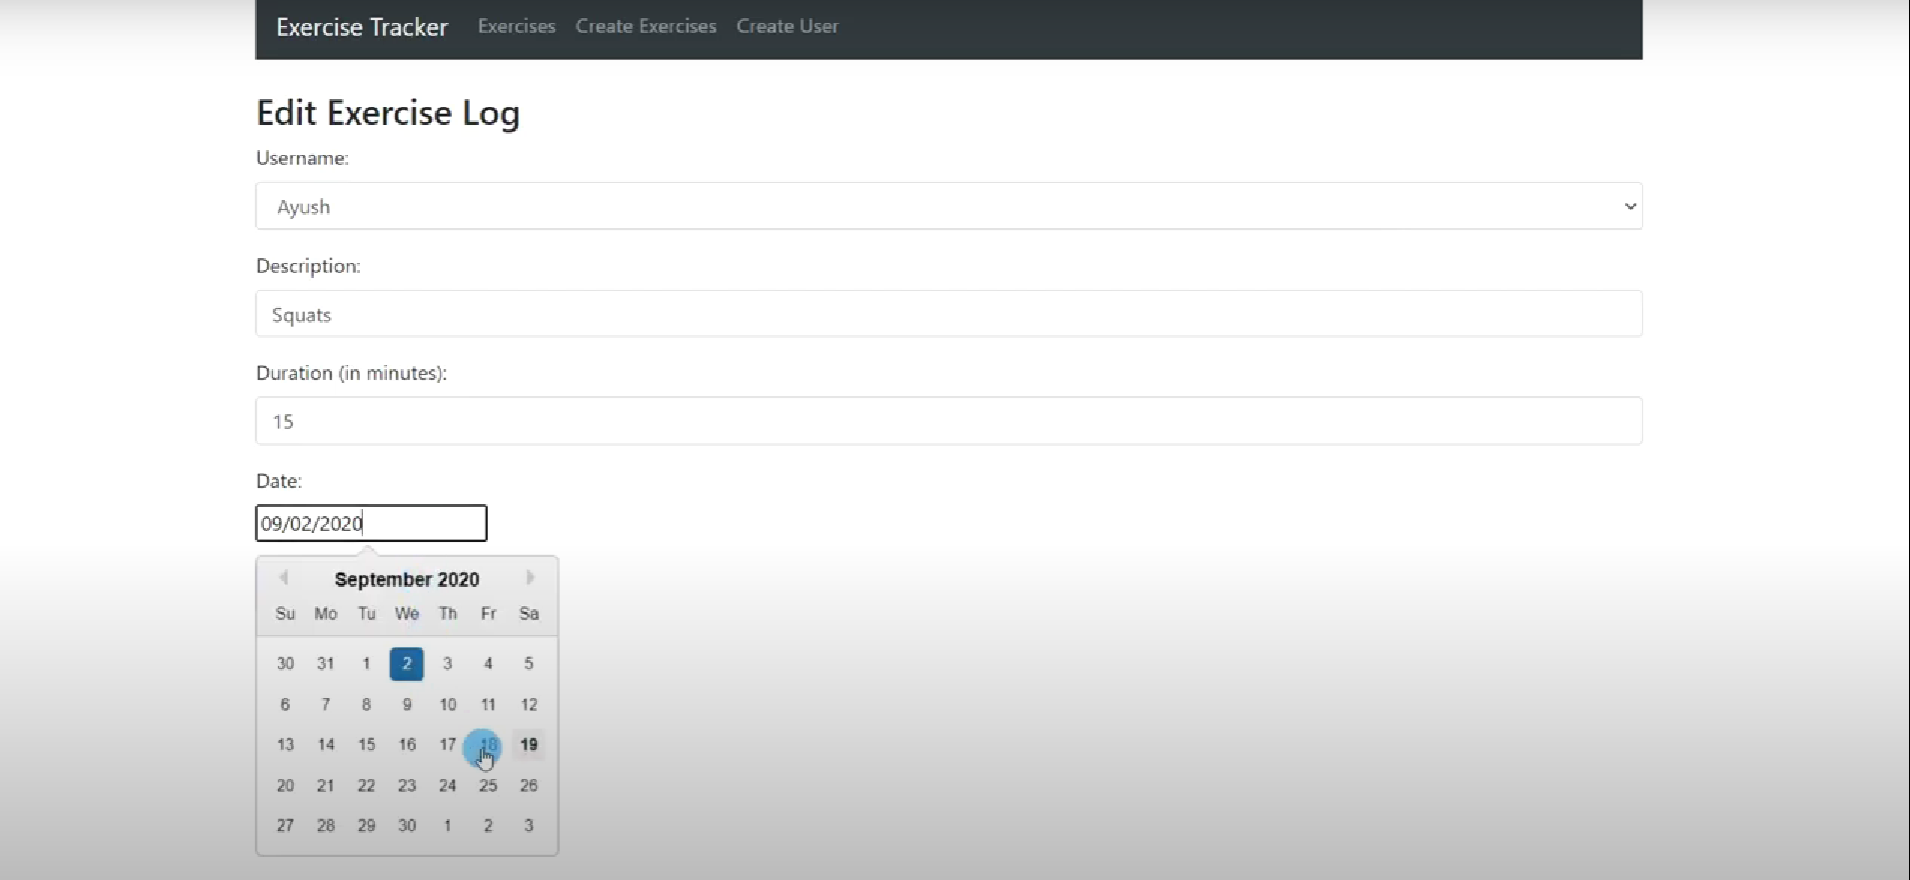 Exercise Tracker Exercises Create Exercises Create User
Edit Exercise Log
Username:
Ayush
Description:
Squats
Duration (in minutes):
15
Date:
09/02/2020
September 2020
Su Mo Tu We Th Fr Sa
30 31 1 2 3 4 5
6 7 8 9 10 11 12
13 14 15 16 17 18 19
20 21 22 23 24 25 26
27 28 29 30 1 2 3